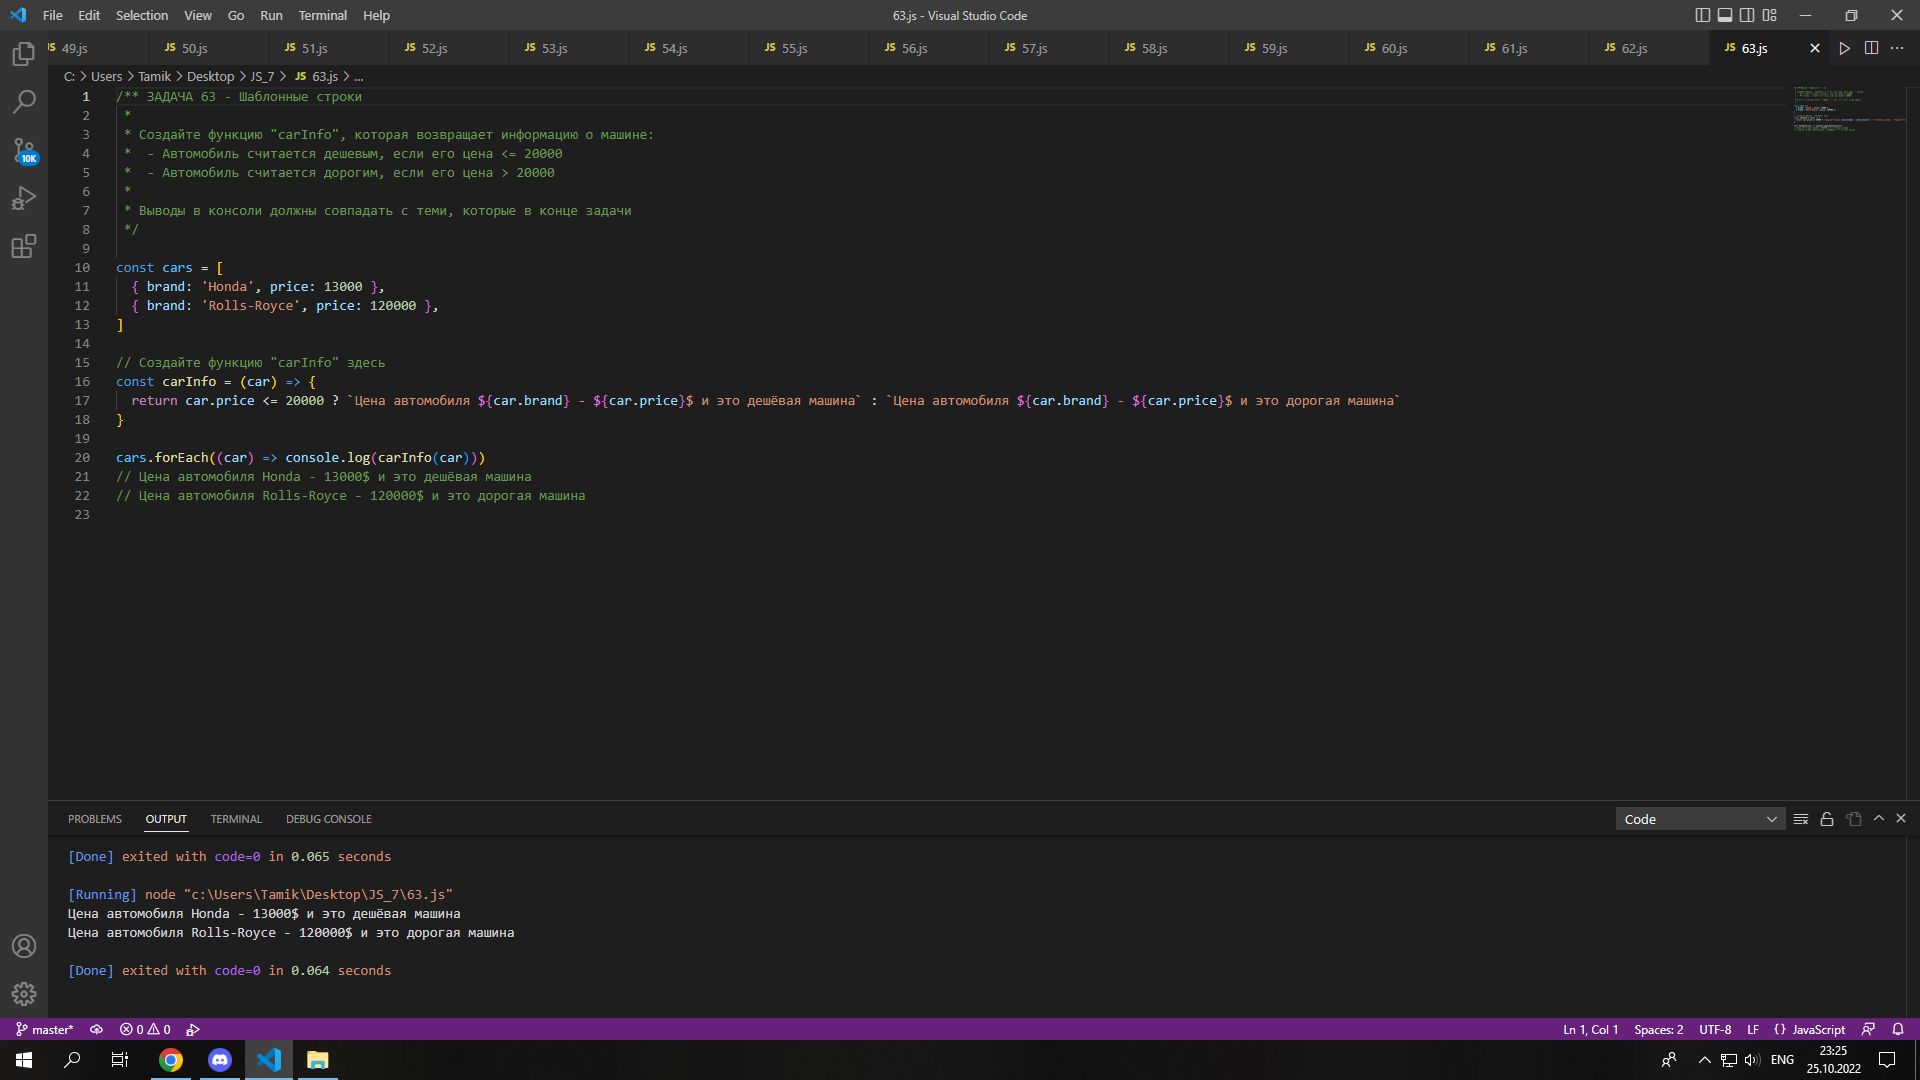 File Edit Selection View Go Run Terminal Help
63.js - Visual Studio Code
JS 49.js JS 50.js JS 51.js JS 52.js JS 53.js JS 54.js JS 55.js JS 56.js JS 57.js JS 58.js JS 59.js JS 60.js JS 61.js JS 62.js JS 63.js
C: > Users > Tamik > Desktop > JS_7 > JS 63.js > ...
1 /** ЗАДАЧА 63 - Шаблонные строки
2 *
3 * Создайте функцию "carInfo", которая возвращает информацию о машине:
4 *  - Автомобиль считается дешевым, если его цена <= 20000
5 *  - Автомобиль считается дорогим, если его цена > 20000
6 *
7 * Выводы в консоли должны совпадать с теми, которые в конце задачи
8 */
9
10 const cars = [
11   { brand: 'Honda', price: 13000 },
12   { brand: 'Rolls-Royce', price: 120000 },
13 ]
14
15 // Создайте функцию "carInfo" здесь
16 const carInfo = (car) => {
17   return car.price <= 20000 ? `Цена автомобиля ${car.brand} - ${car.price}$ и это дешёвая машина` : `Цена автомобиля ${car.brand} - ${car.price}$ и это дорогая машина`
18 }
19
20 cars.forEach((car) => console.log(carInfo(car)))
21 // Цена автомобиля Honda - 13000$ и это дешёвая машина
22 // Цена автомобиля Rolls-Royce - 120000$ и это дорогая машина
23
10K
PROBLEMS OUTPUT TERMINAL DEBUG CONSOLE
Code
[Done] exited with code=0 in 0.065 seconds
[Running] node "c:\Users\Tamik\Desktop\JS_7\63.js"
Цена автомобиля Honda - 13000$ и это дешёвая машина
Цена автомобиля Rolls-Royce - 120000$ и это дорогая машина
[Done] exited with code=0 in 0.064 seconds
master* 0 0
Ln 1, Col 1 Spaces: 2 UTF-8 LF {} JavaScript
ENG
23:25
25.10.2022